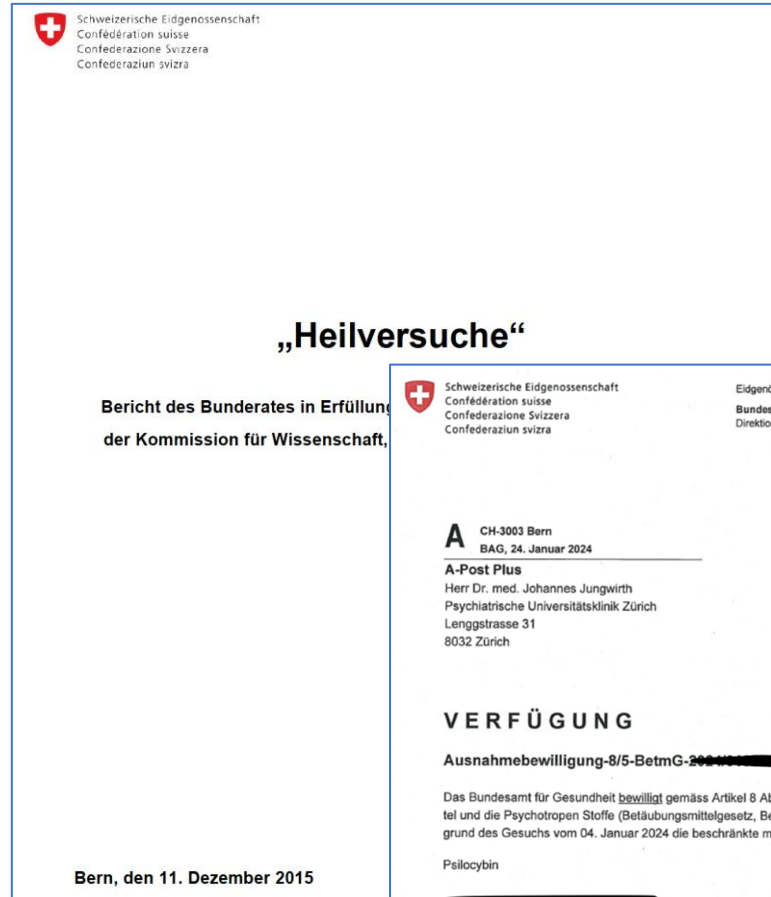 Schweizerische Eidgenossenschaft
Confédération suisse
Confederazione Svizzera
Confederaziun svizra
„Heilversuche“
Bericht des Bunderates in Erfüllung
der Kommission für Wissenschaft,
Bern, den 11. Dezember 2015
Schweizerische Eidgenossenschaft
Confédération suisse
Confederazione Svizzera
Confederaziun svizra
A
CH-3003 Bern
BAG, 24. Januar 2024
A-Post Plus
Herr Dr. med. Johannes Jungwirth
Psychiatrische Universitätsklinik Zürich
Lenggstrasse 31
8032 Zürich
VERFÜGUNG
Ausnahmebewilligung-8/5-BetmG-
Das Bundesamt für Gesundheit bewilligt gemäss Artikel 8
tel und die Psychotropen Stoffe (Betäubungsmittelgesetz,
grund des Gesuchs vom 04. Januar 2024 die beschränkte
Psilocybin